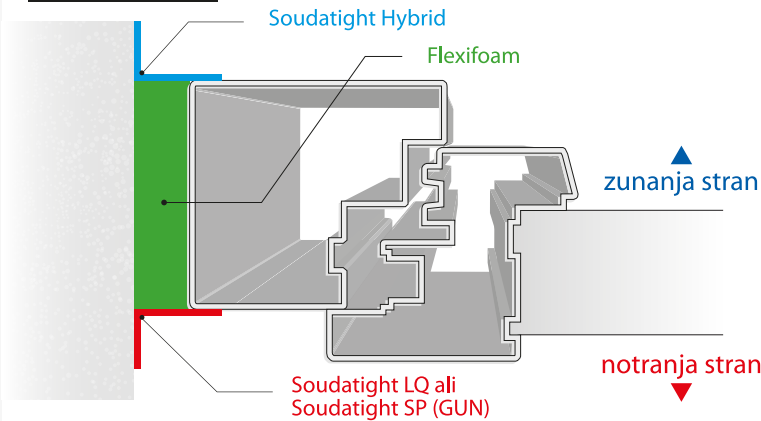 Soudatight Hybrid
Flexifoam
zunanja stran
notranja stran
Soudatight LQ ali
Soudatight SP (GUN)